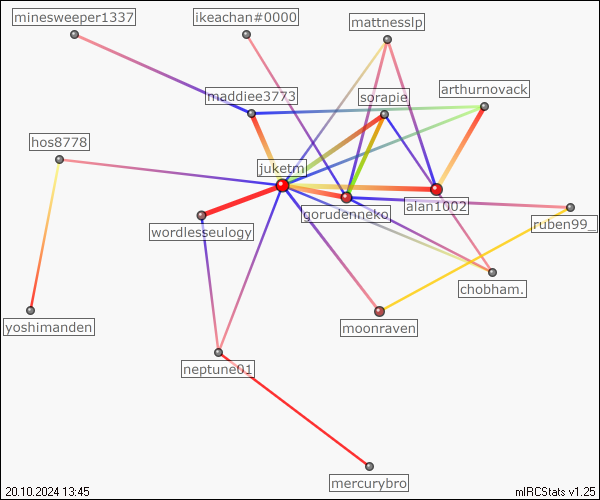 minesweeper1337
ikeachan#0000
mattnesslp
maddiee3773
sorapie
arthurnovack
hos8778
juketm
gorudeneko
alan1002
ruben99_
wordlesseulogy
chobham.
yoshimanden
moonraven
neptune01
mercurybro
20.10.2024 13:45
mIRCStats v1.25